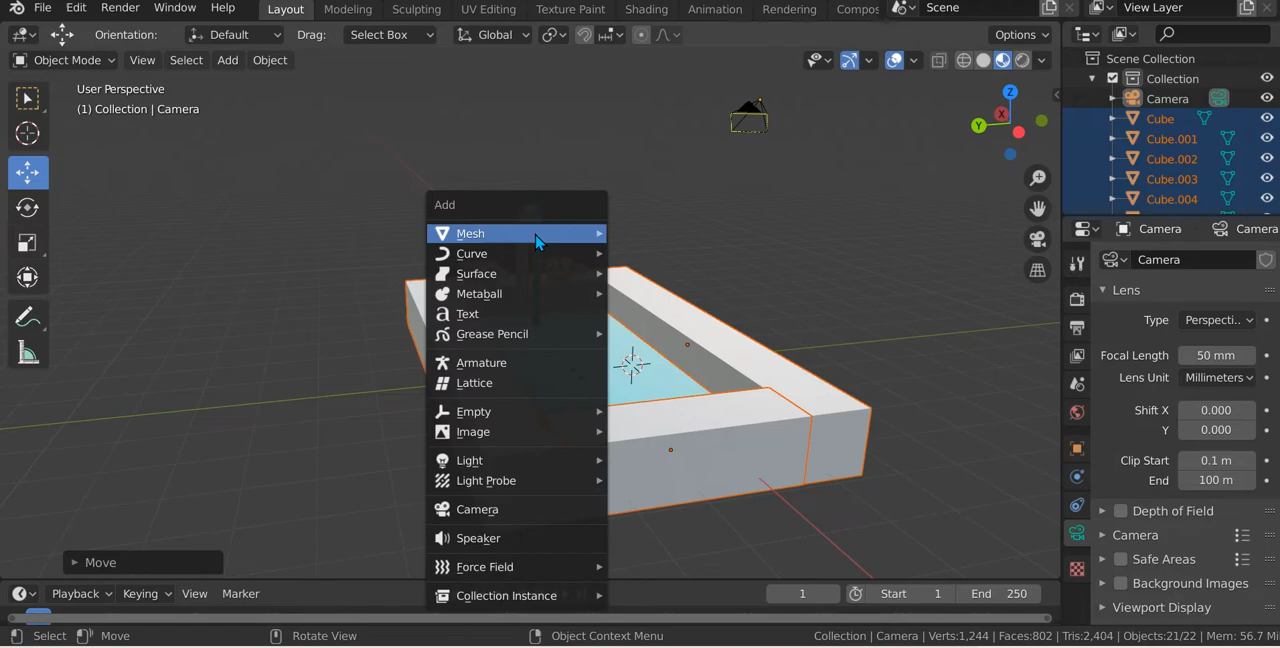 File Edit Render Window Help Layout Modeling Sculpting UV Editing Texture Paint Shading Animation Rendering Compos Scene View Layer
Orientation: Default Drag: Select Box Global Options
Object Mode View Select Add Object
User Perspective
(1) Collection | Camera
Scene Collection
Collection
Camera
Cube
Cube.001
Cube.002
Cube.003
Cube.004
Z
X
Y
Add
Mesh
Curve
Surface
Metaball
Text
Grease Pencil
Armature
Lattice
Empty
Image
Light
Light Probe
Camera
Speaker
Force Field
Collection Instance
Camera Camera
Camera
Lens
Type Perspecti..
Focal Length 50 mm
Lens Unit Millimeters
Shift X 0.000
Y 0.000
Clip Start 0.1 m
End 100 m
Depth of Field
Camera
Safe Areas
Background Images
Viewport Display
Move
Playback Keying View Marker 1 Start 1 End 250
Select Move Rotate View Object Context Menu Collection | Camera | Verts:1,244 | Faces:802 | Tris:2,404 | Objects:21/22 | Mem: 56.7 Mi